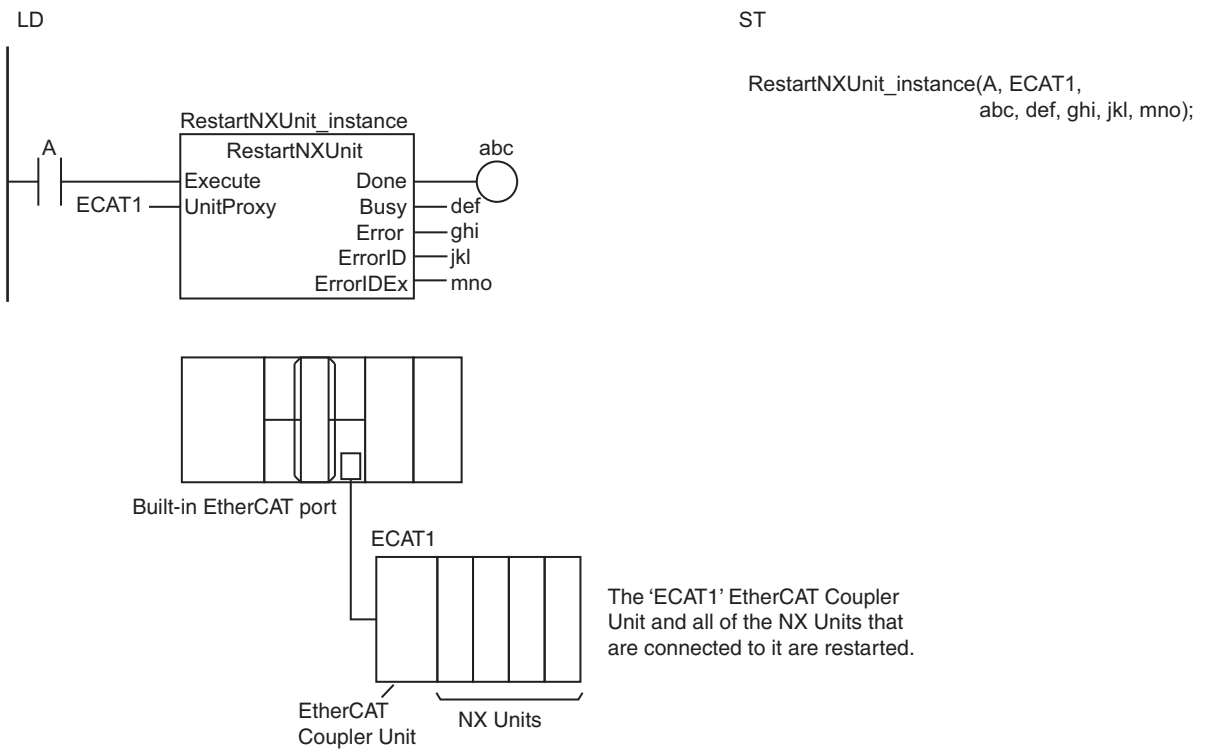 LD
ST
RestartNXUnit_instance(A, ECAT1,
abc, def, ghi, jkl, mno);
RestartNXUnit_instance
A
RestartNXUnit
abc
Execute
Done
ECAT1
UnitProxy
Busy
def
Error
ghi
ErrorID
jkl
ErrorIDEx
mno
Built-in EtherCAT port
ECAT1
The ‘ECAT1’ EtherCAT Coupler
Unit and all of the NX Units that
are connected to it are restarted.
EtherCAT
Coupler Unit
NX Units